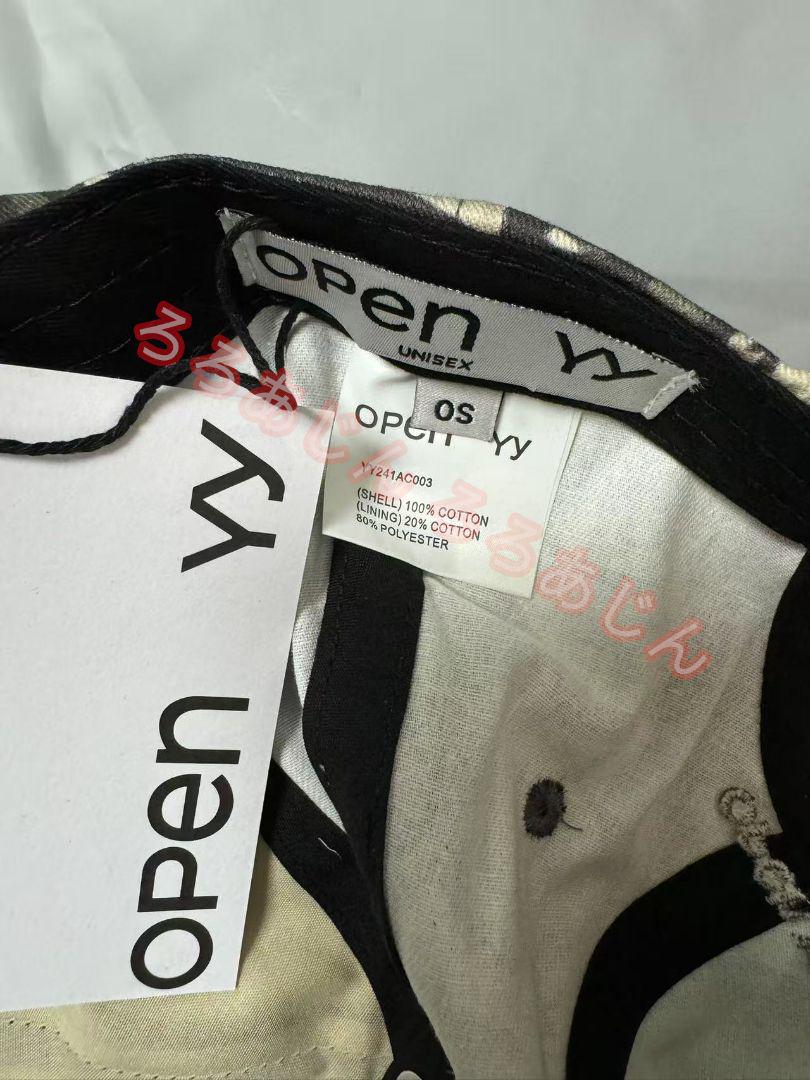 OPEN YY
UNISEX
OS
OPEN YY
YY241AC003
(SHELL) 100% COTTON
(LINING) 20% COTTON
80% POLYESTER
OPEN YY
ろろあじん
ろろあじん